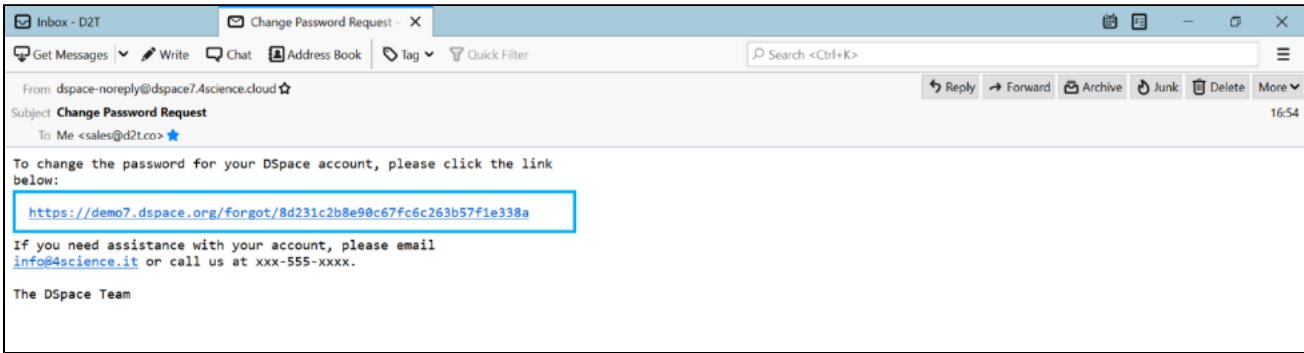 Inbox - D2T
Change Password Request -
Get Messages Write Chat Address Book Tag Quick Filter
Search <Ctrl+K>
From dspace-noreply@dspace7.4science.cloud
Reply Forward Archive Junk Delete More
Subject Change Password Request
16:54
To Me <sales@d2t.co>
To change the password for your DSpace account, please click the link
below:
https://demo7.dspace.org/forgot/8d231c2b8e90c67fc6c263b57f1e338a
If you need assistance with your account, please email
info@4science.it or call us at xxx-555-xxxx.
The DSpace Team